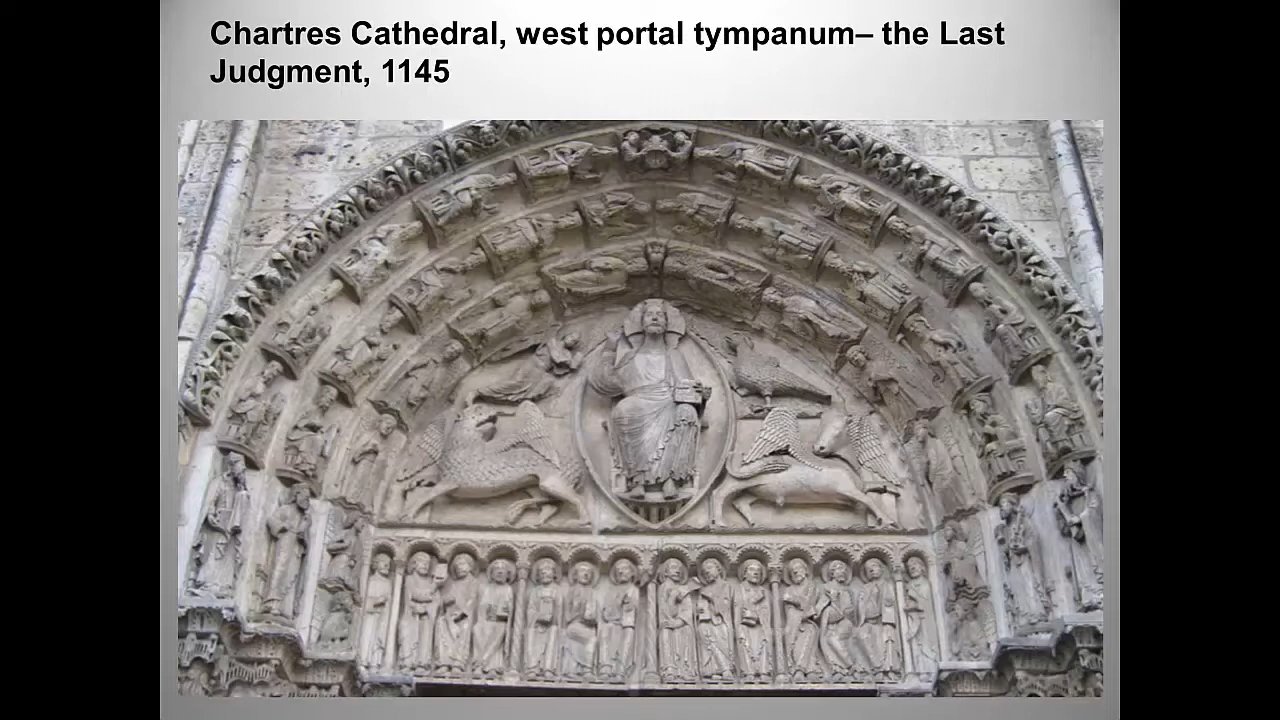 Chartres Cathedral, west portal tympanum– the Last
Judgment, 1145